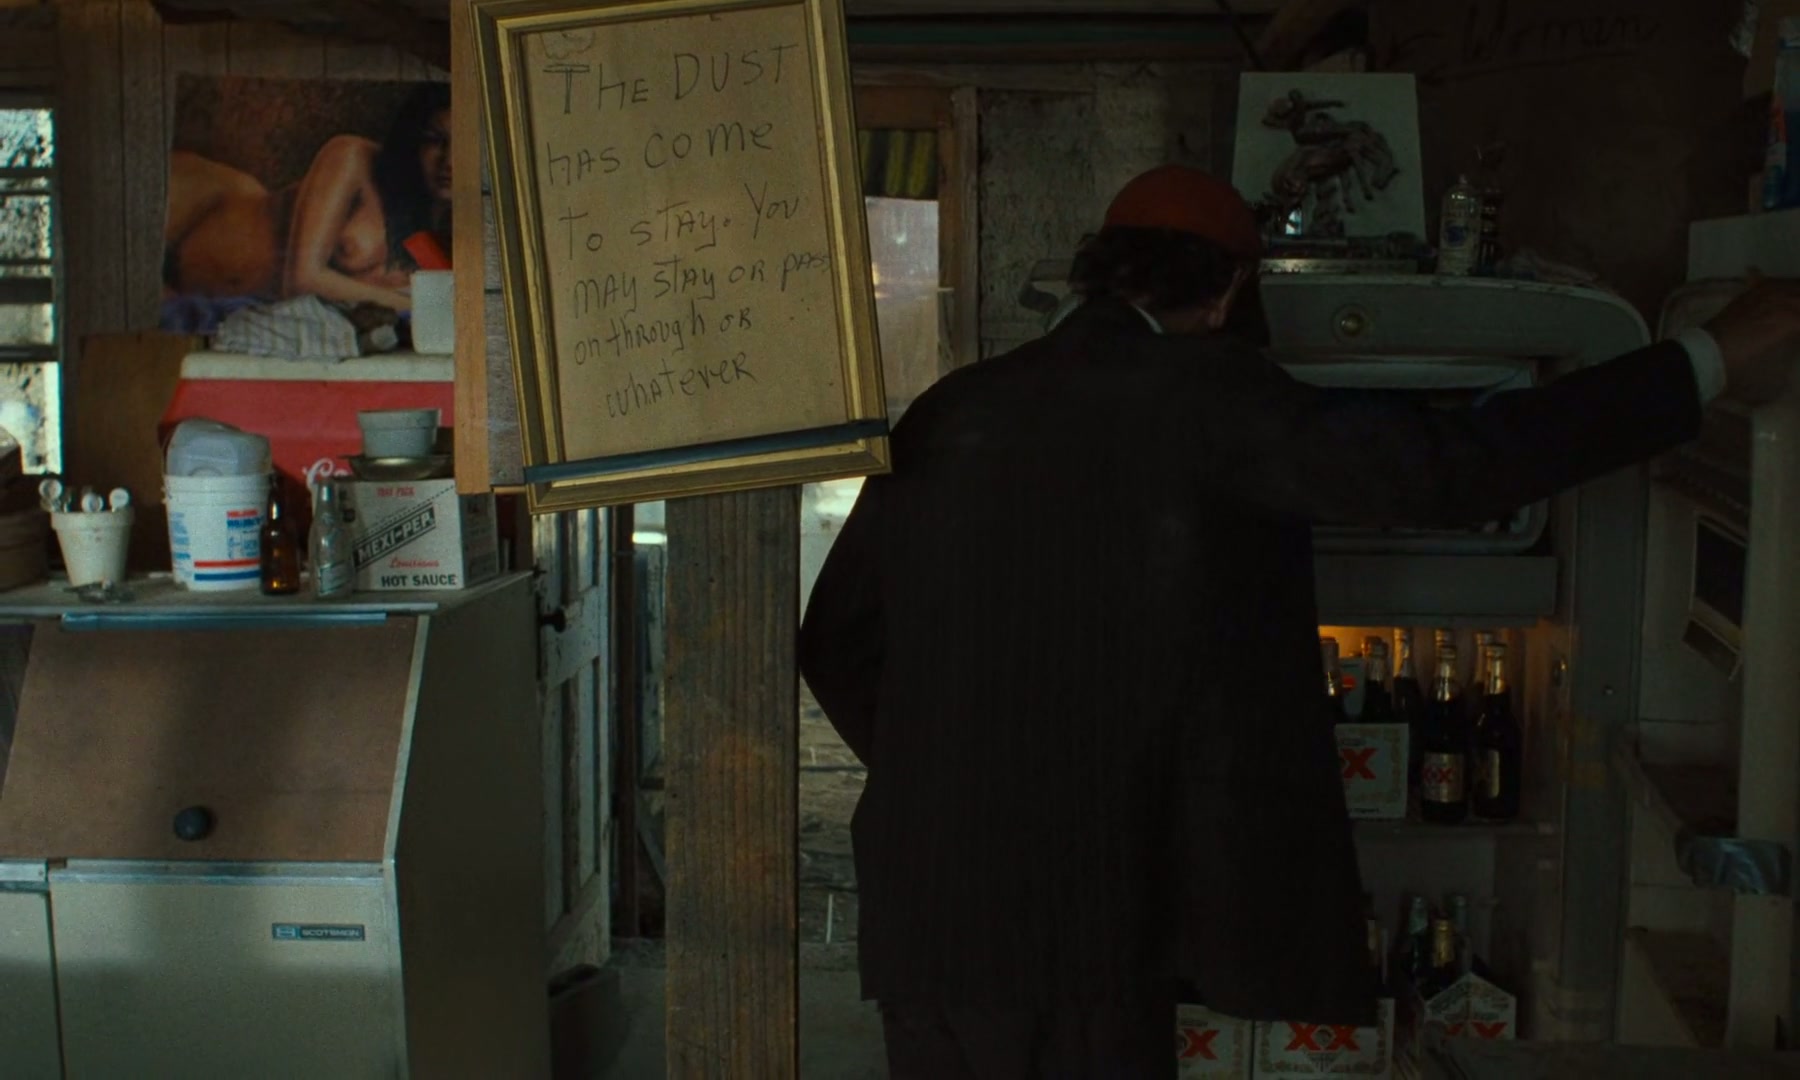 THE DUST
HAS COME
TO STAY. YOU
MAY STAY OR PASS
ON THROUGH OR
WHATEVER
Women
MEXI-PEP
Louisiana
HOT SAUCE
SCOTSMAN
XX
XX
XX